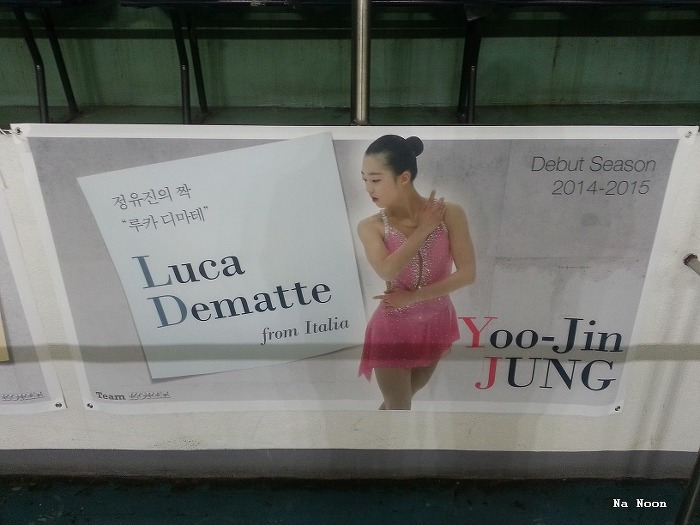 정유진의 짝
"루카 디마테"
Luca
Dematte
from Italia
Debut Season
2014-2015
Yoo-Jin
JUNG
Team
Na Noon